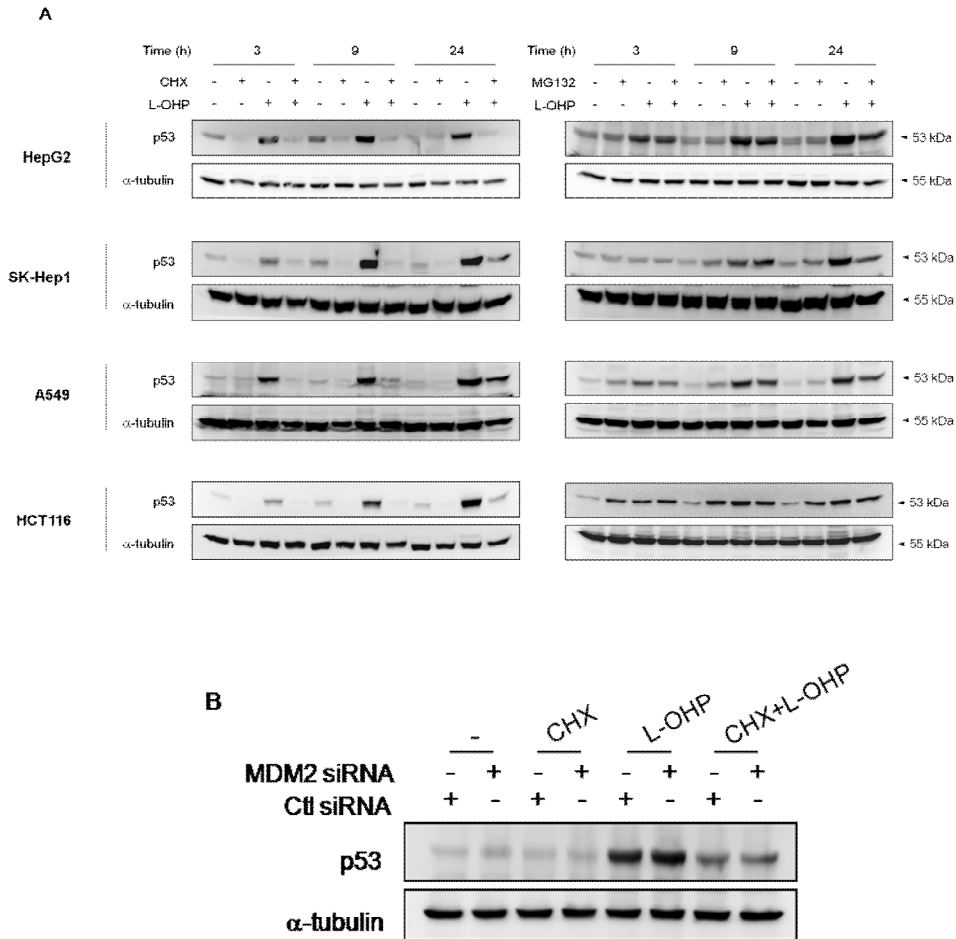 A
Time (h) 3 9 24 Time (h) 3 9 24
CHX - + - + - + - + - + - + MG132 - + - + - + - + - + - +
L-OHP - - + + - - + + - - + + L-OHP - - + + - - + + - - + +
HepG2
p53 53 kDa
α-tubulin 55 kDa
SK-Hep1
p53 53 kDa
α-tubulin 55 kDa
A549
p53 53 kDa
α-tubulin 55 kDa
HCT116
p53 53 kDa
α-tubulin 55 kDa
B
- CHX L-OHP CHX+L-OHP
MDM2 siRNA - + - + - + - +
Ctl siRNA + - + - + - + -
p53
α-tubulin